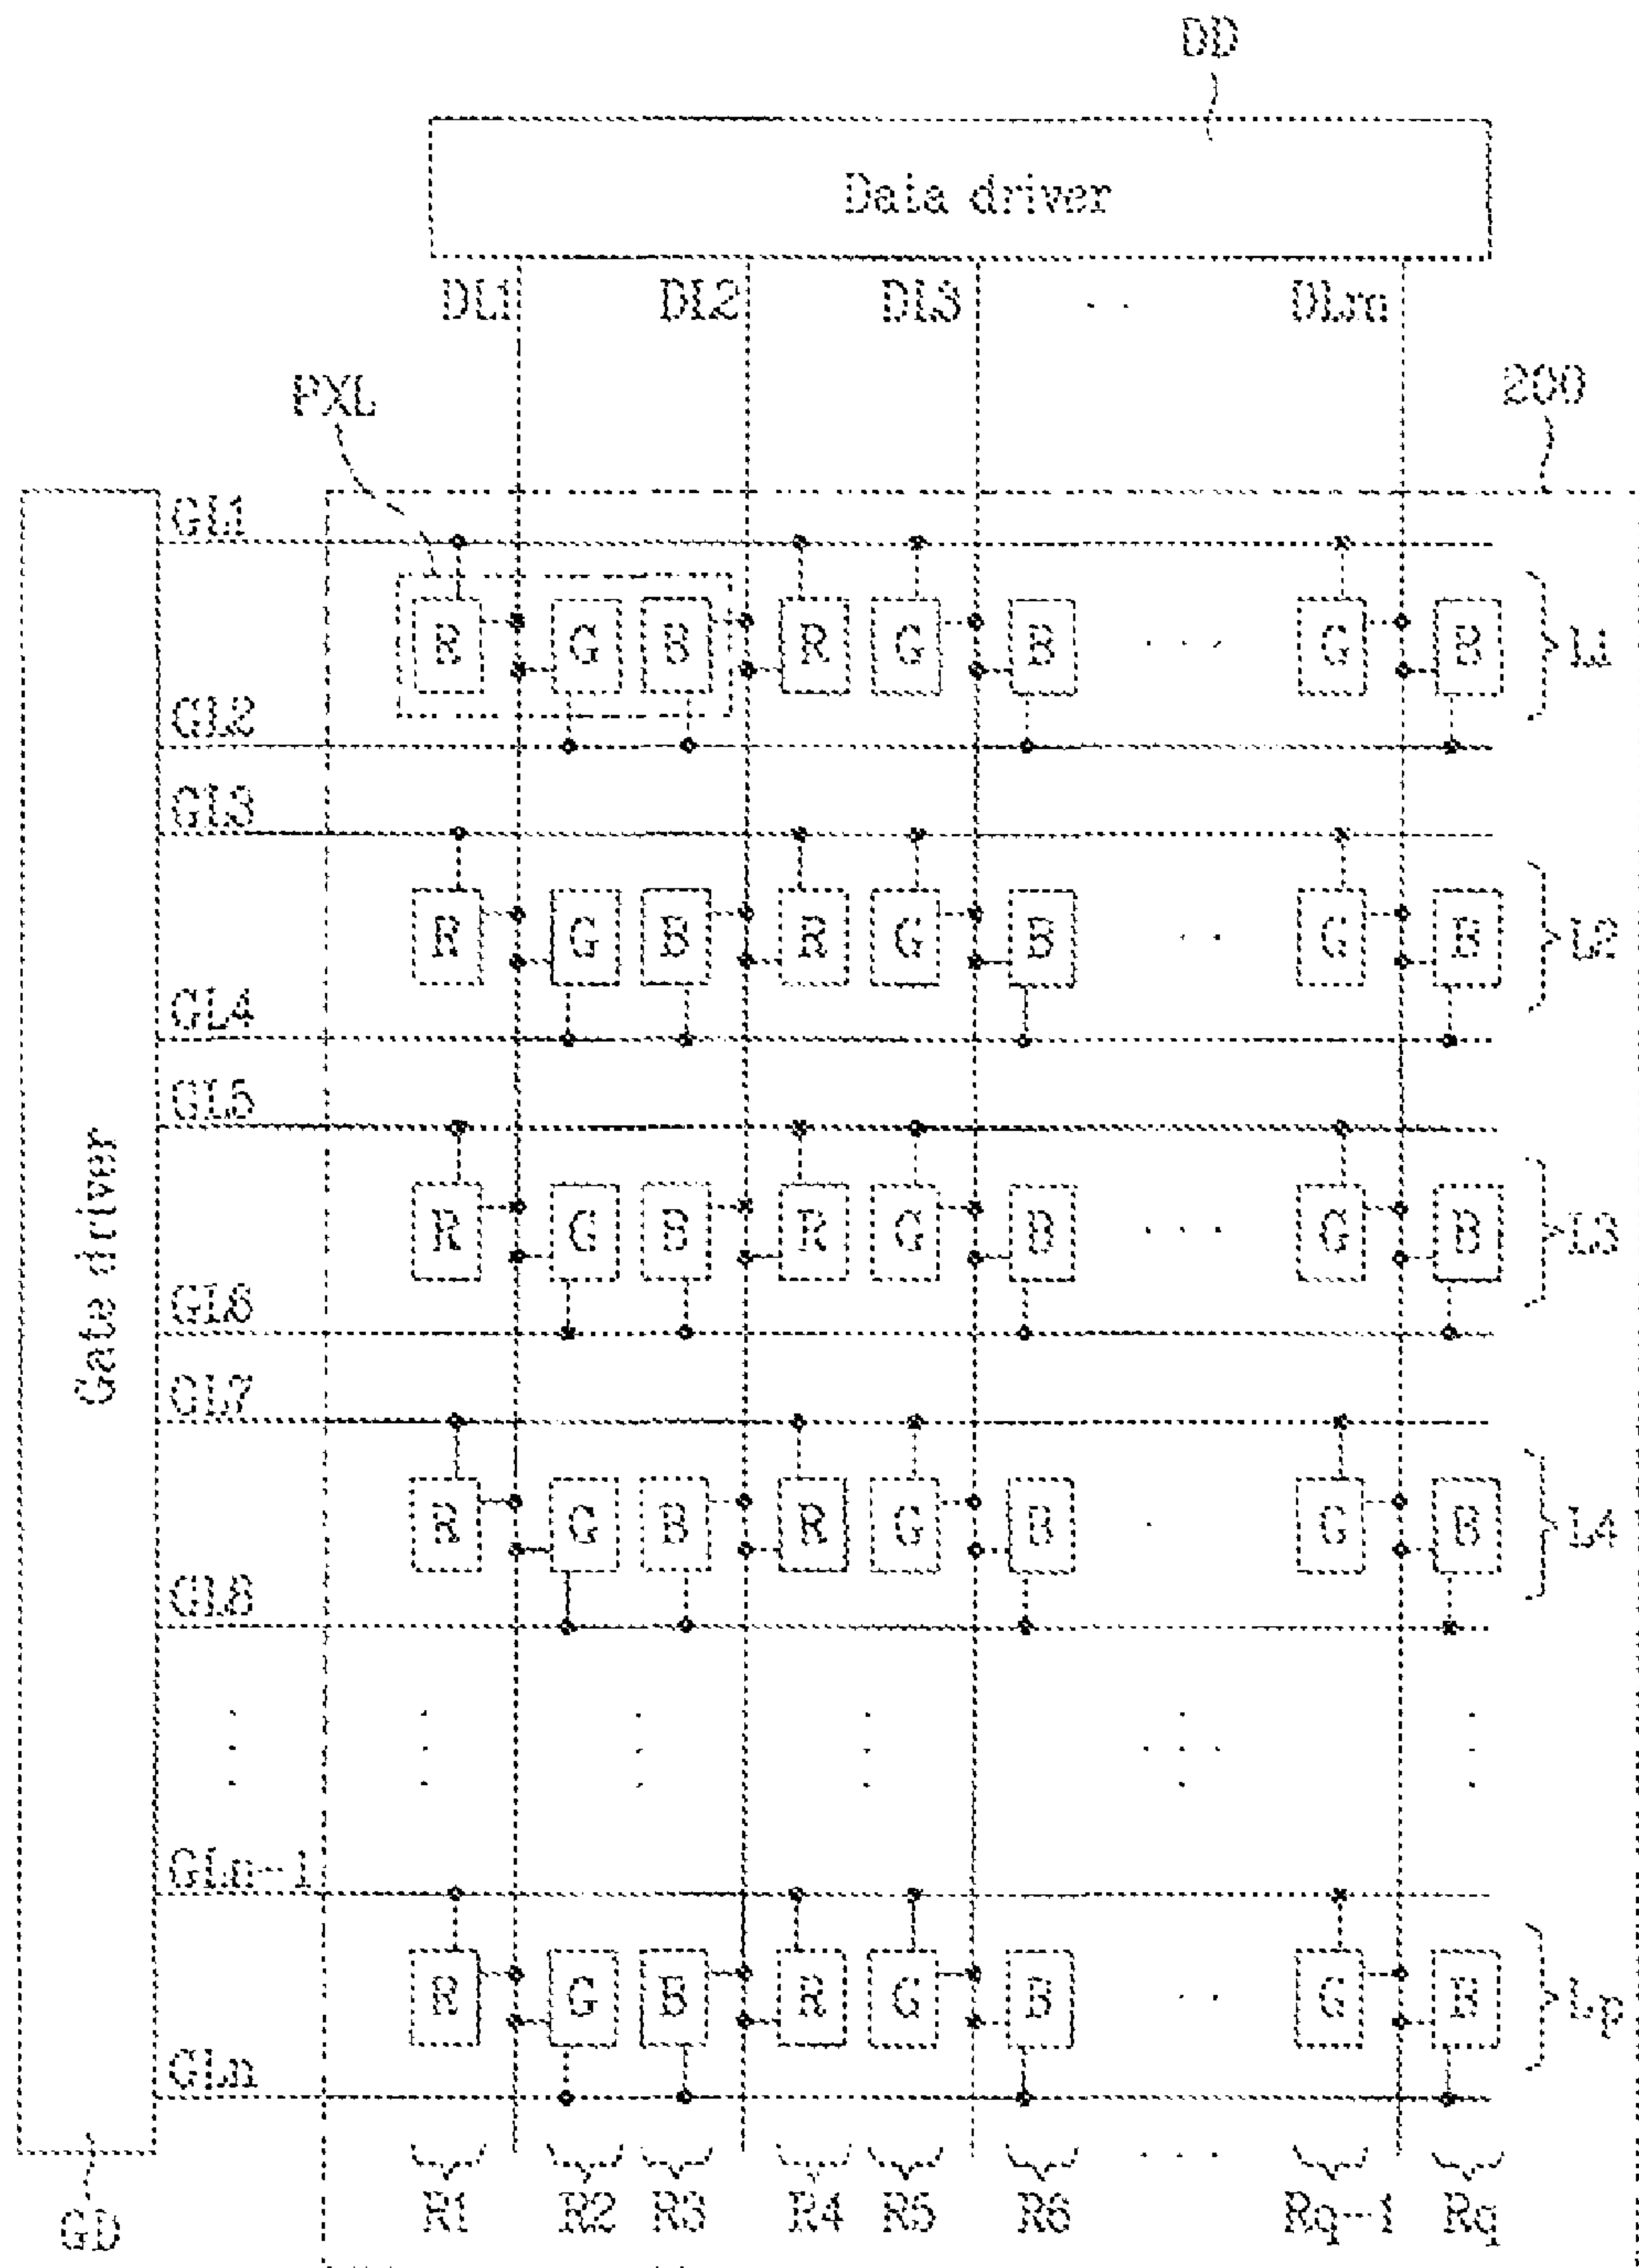 DD
Data driver
DL1 DL2 DL3 · · DLm
PXL 200
GL1
R G B R G B · · · G B L1
GL2
GL3
R G B R G B · · G B L2
GL4
GL5
R G B R G B · · · G B L3
GL6
Gate driver
GL7
R G B R G B · G B L4
GL8
GLn-1
R G B R G B · · G B Lp
GLn
R1 R2 R3 R4 R5 R6 · · · Rq-1 Rq
GD